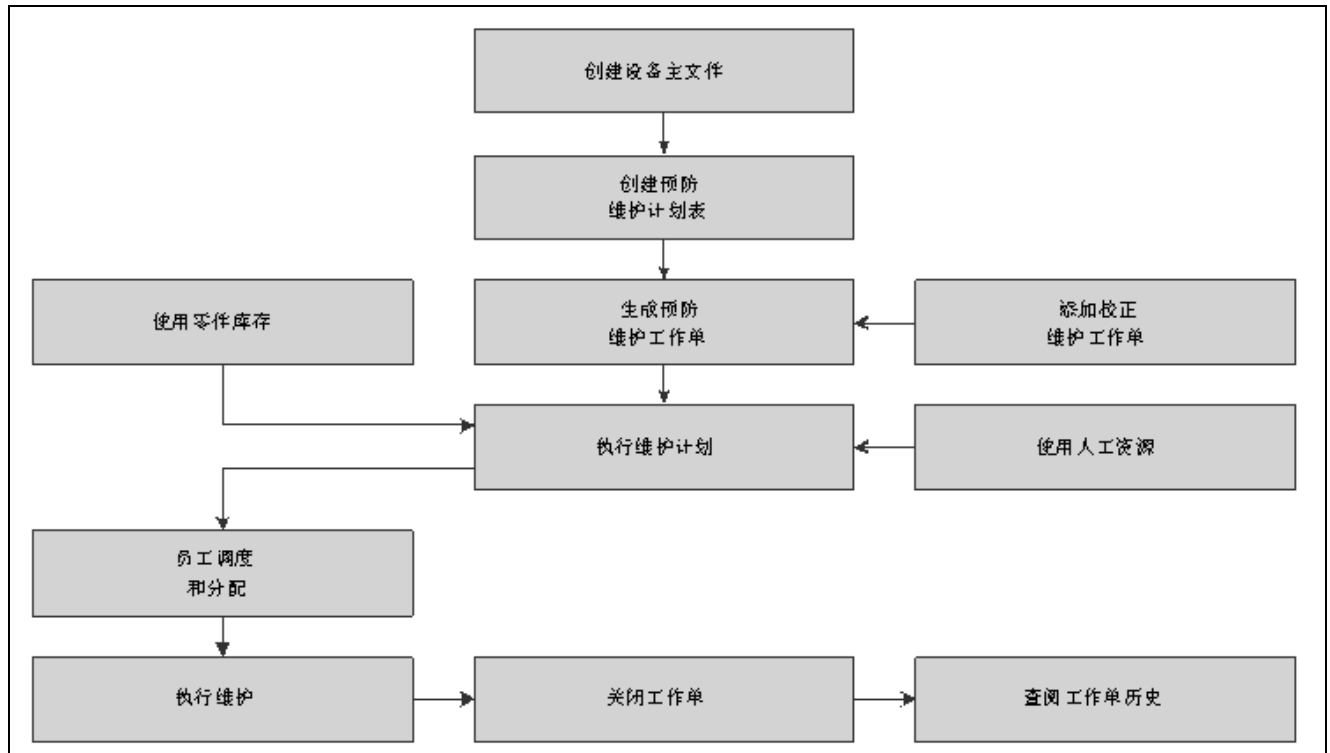 创建设备主文件
创建预防
维护计划表
使用零件库存
生成预防
维护工作单
添加校正
维护工作单
执行维护计划
使用人工资源
员工调度
和分配
执行维护
关闭工作单
查阅工作单历史